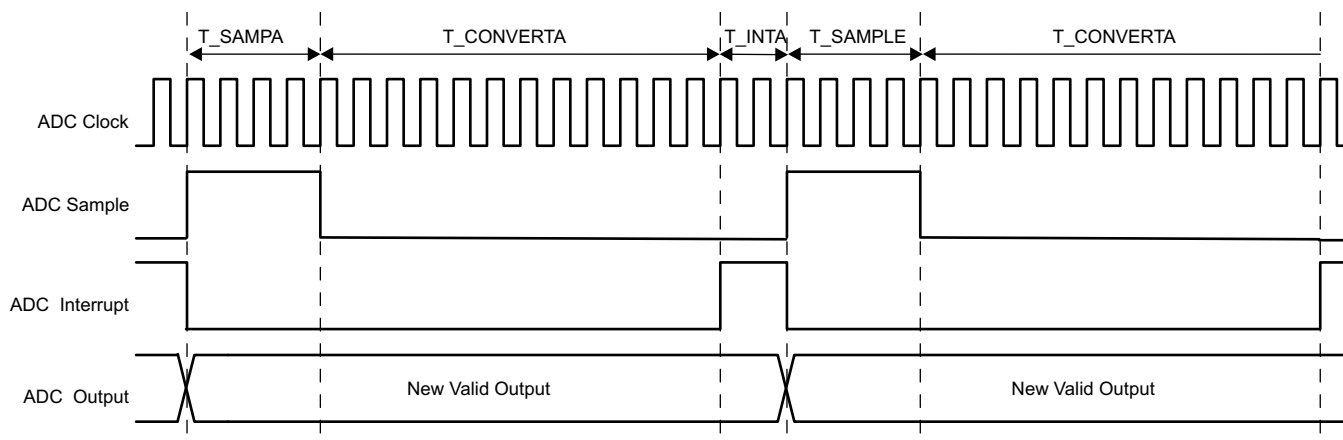 T_SAMPA T_CONVERTA T_INTA T_SAMPLE T_CONVERTA
ADC Clock
ADC Sample
ADC Interrupt
ADC Output New Valid Output New Valid Output